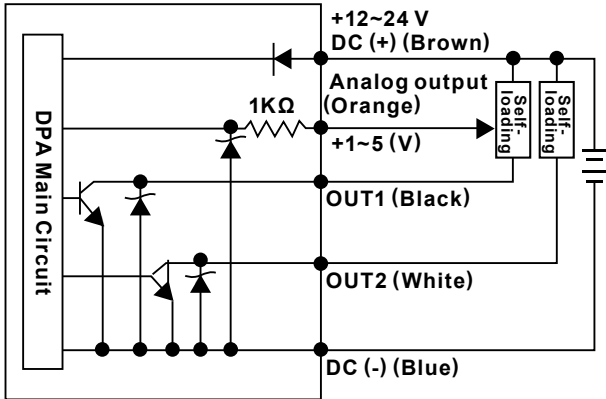 +12~24 V
DC (+) (Brown)
Analog output
(Orange)
1KΩ
+1~5 (V)
Self-
loading
Self-
loading
DPA Main Circuit
OUT1 (Black)
OUT2 (White)
DC (-) (Blue)